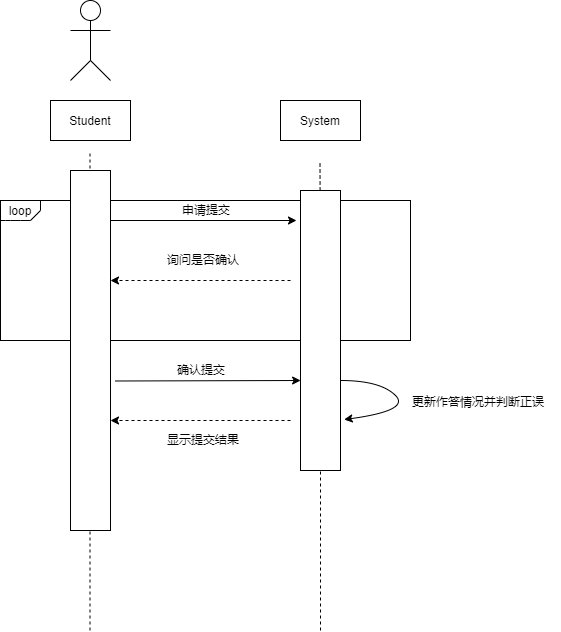 Student
System
loop
申请提交
询问是否确认
确认提交
更新作答情况并判断正误
显示提交结果